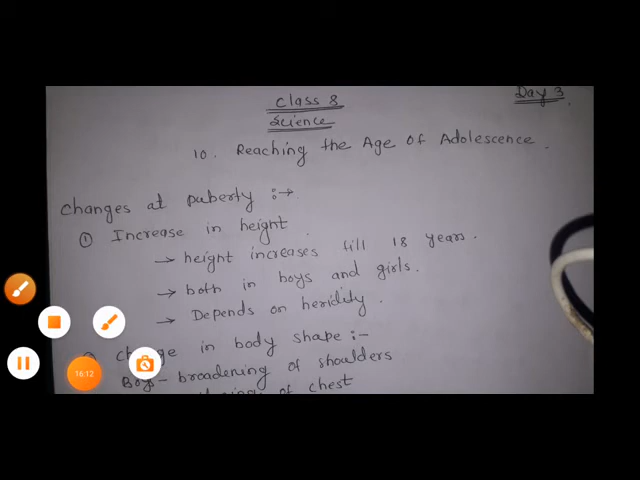 Day 3
Class 8
Science
10. Reaching the Age of Adolescence.
Changes at puberty :→
① Increase in height
→ height increases till 18 years.
→ both in boys and girls.
→ Depends on heridity.
Change in body shape :-
Boys - broadening of shoulders
of chest
16:12